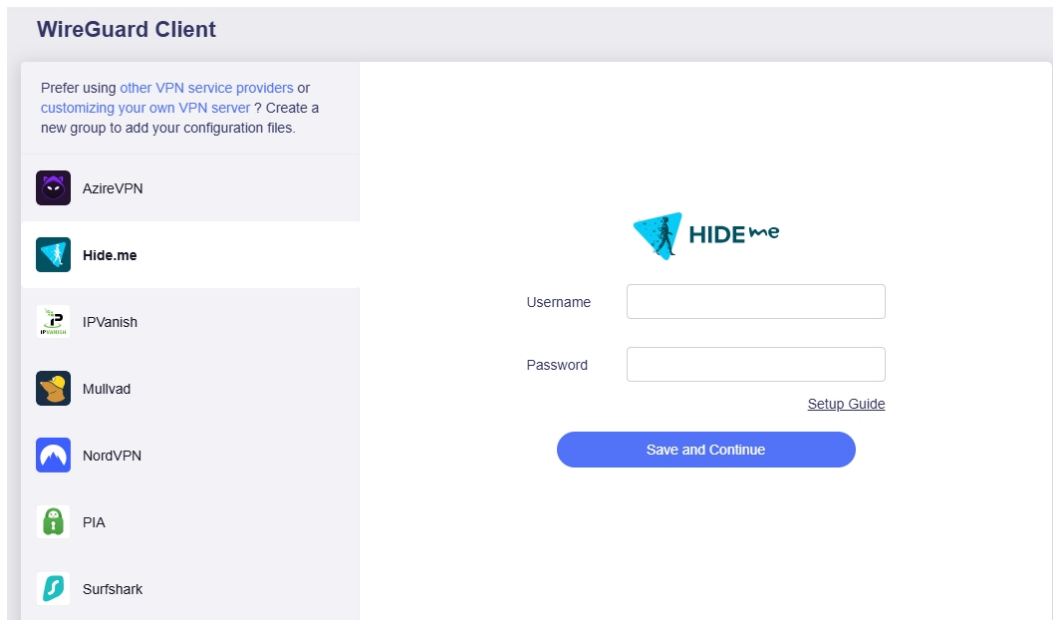 WireGuard Client
Prefer using other VPN service providers or
customizing your own VPN server ? Create a
new group to add your configuration files.
AzireVPN
Hide.me
IPVANISH
IPVanish
Mullvad
NordVPN
PIA
Surfshark
HIDE me
Username
Password
Setup Guide
Save and Continue